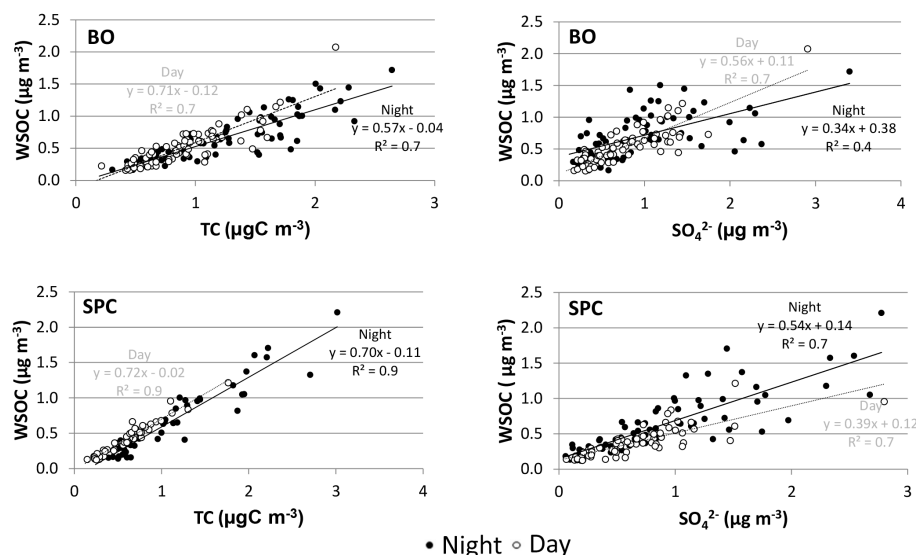 BO
2.5
2.0
1.5
1.0
0.5
0.0
0
1
2
3
WSOC (µg m⁻³)
TC (µgC m⁻³)
Day
y = 0.71x - 0.12
R² = 0.7
Night
y = 0.57x - 0.04
R² = 0.7
BO
2.5
2.0
1.5
1.0
0.5
0.0
0
1
2
3
4
WSOC (µg m⁻³)
SO₄²⁻ (µg m⁻³)
Day
y = 0.56x + 0.11
R² = 0.7
Night
y = 0.34x + 0.38
R² = 0.4
SPC
2.5
2.0
1.5
1.0
0.5
0.0
0
1
2
3
4
WSOC (µg m⁻³)
TC (µgC m⁻³)
Day
y = 0.72x - 0.02
R² = 0.9
Night
y = 0.70x - 0.11
R² = 0.9
SPC
2.5
2.0
1.5
1.0
0.5
0.0
0
1
2
3
4
WSOC ( µg m⁻³)
SO₄²⁻ (µg m⁻³)
Night
y = 0.54x + 0.14
R² = 0.7
Day
y = 0.39x + 0.12
R² = 0.7
● Night ○ Day